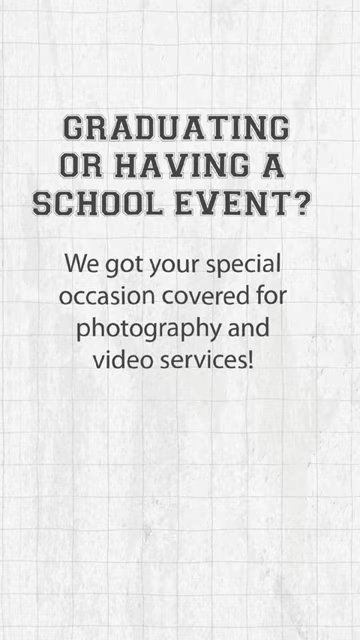 GRADUATING
OR HAVING A
SCHOOL EVENT?
We got your special
occasion covered for
photography and
video services!